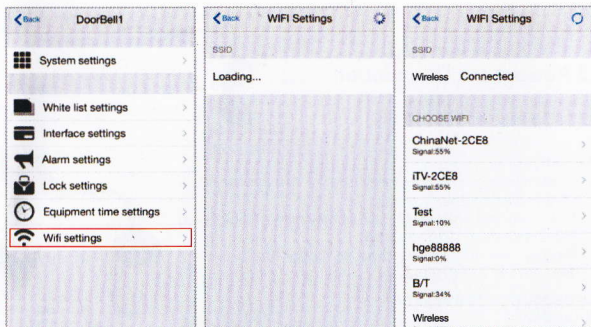 Back DoorBell1
System settings
White list settings
Interface settings
Alarm settings
Lock settings
Equipment time settings
Wifi settings
Back WIFI Settings
SSID
Loading...
Back WIFI Settings
SSID
Wireless Connected
CHOOSE WIFI
ChinaNet-2CE8
Signal:55%
iTV-2CE8
Signal:55%
Test
Signal:10%
hge88888
Signal:0%
B/T
Signal:34%
Wireless